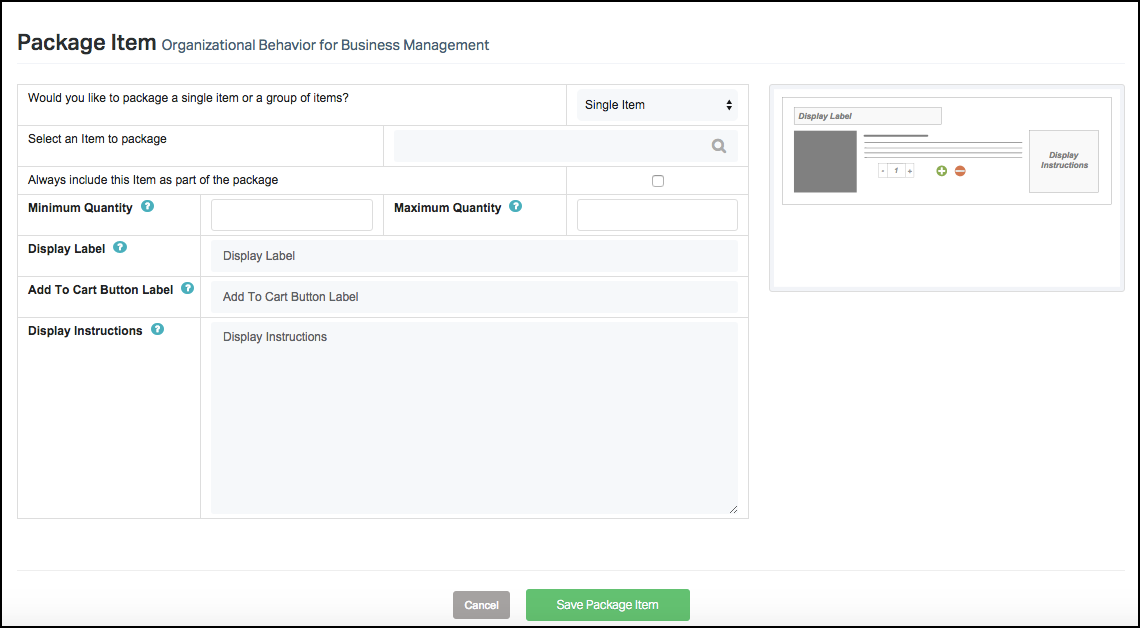 Package Item Organizational Behavior for Business Management
Would you like to package a single item or a group of items?
Single Item
Select an Item to package
Always include this Item as part of the package
Minimum Quantity ?
Maximum Quantity ?
Display Label ?
Display Label
Add To Cart Button Label ?
Add To Cart Button Label
Display Instructions ?
Display Instructions
Display Label
- 1 +
Display
Instructions
Cancel
Save Package Item